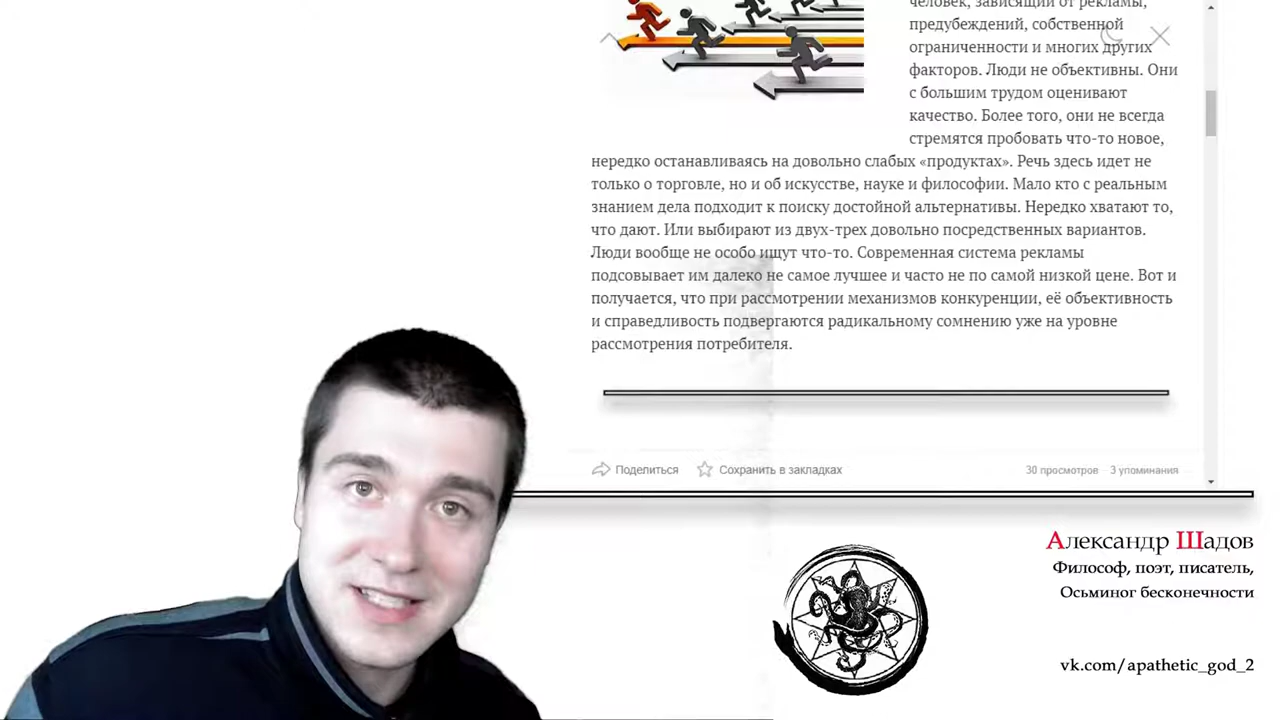 человек, зависящий от рекламы,
предубеждений, собственной
ограниченности и многих других
факторов. Люди не объективны. Они
с большим трудом оценивают
качество. Более того, они не всегда
стремятся пробовать что-то новое,
нередко останавливаясь на довольно слабых «продуктах». Речь здесь идет не
только о торговле, но и об искусстве, науке и философии. Мало кто с реальным
знанием дела подходит к поиску достойной альтернативы. Нередко хватают то,
что дают. Или выбирают из двух-трех довольно посредственных вариантов.
Люди вообще не особо ищут что-то. Современная система рекламы
подсовывает им далеко не самое лучшее и часто не по самой низкой цене. Вот и
получается, что при рассмотрении механизмов конкуренции, её объективность
и справедливость подвергаются радикальному сомнению уже на уровне
рассмотрения потребителя.
Поделиться Сохранить в закладках 30 просмотров 3 упоминания
Александр Шадов
Философ, поэт, писатель,
Осьминог бесконечности
vk.com/apathetic_god_2